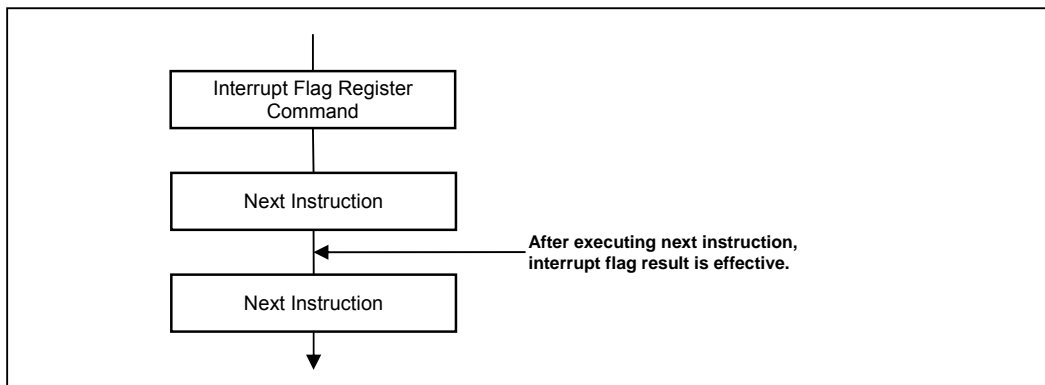 Interrupt Flag Register
Command
Next Instruction
After executing next instruction,
interrupt flag result is effective.
Next Instruction